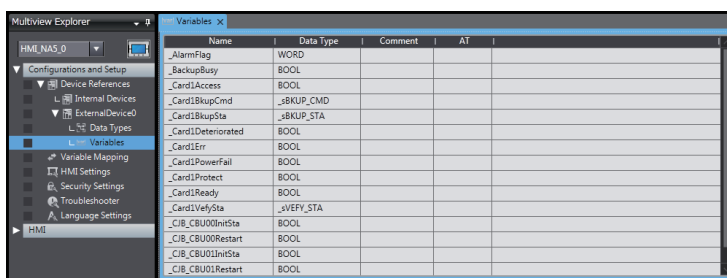 Multiview Explorer
HMI_NA5_0
Configurations and Setup
Device References
Internal Devices
ExternalDevice0
Data Types
Variables
Variable Mapping
HMI Settings
Security Settings
Troubleshooter
Language Settings
HMI
Variables
Name Data Type Comment AT
_AlarmFlag WORD
_BackupBusy BOOL
_Card1Access BOOL
_Card1BkupCmd _sBKUP_CMD
_Card1BkupSta _sBKUP_STA
_Card1Deteriorated BOOL
_Card1Err BOOL
_Card1PowerFail BOOL
_Card1Protect BOOL
_Card1Ready BOOL
_Card1VefySta _sVEFY_STA
_CJB_CBU00InitSta BOOL
_CJB_CBU00Restart BOOL
_CJB_CBU01InitSta BOOL
_CJB_CBU01Restart BOOL